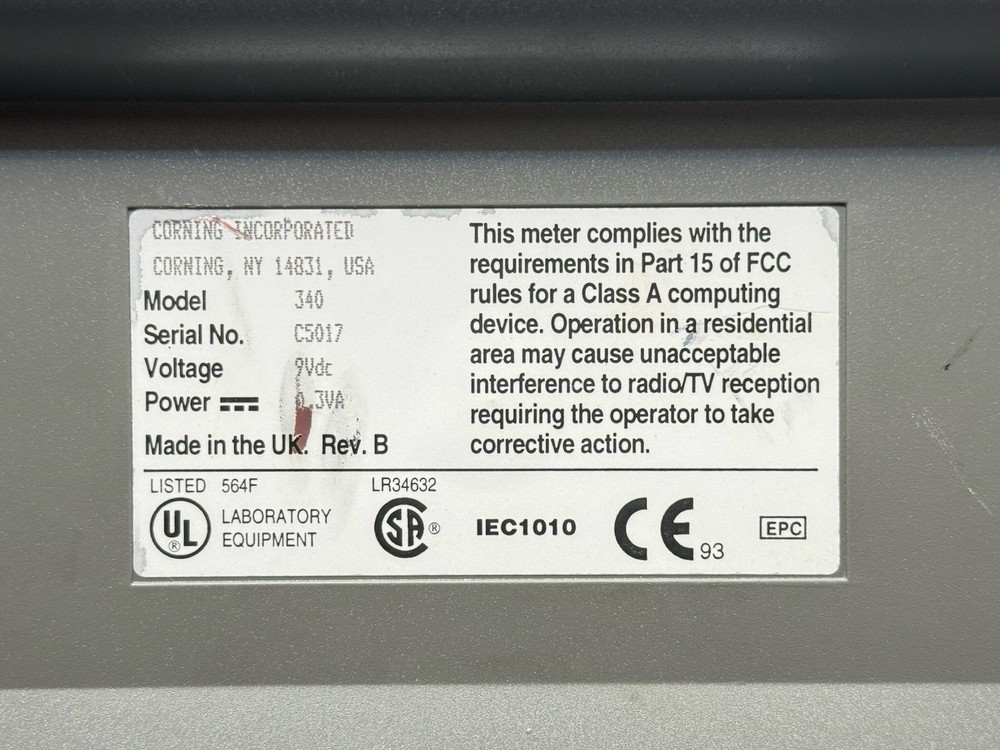 CORNING INCORPORATED
CORNING, NY 14831, USA
Model 340
Serial No. C5017
Voltage 9Vdc
Power 0.3VA
Made in the UK. Rev. B
This meter complies with the
requirements in Part 15 of FCC
rules for a Class A computing
device. Operation in a residential
area may cause unacceptable
interference to radio/TV reception
requiring the operator to take
corrective action.
LISTED 564F
UL ®
LABORATORY
EQUIPMENT
LR34632
SA ®
IEC1010
CE 93
EPC